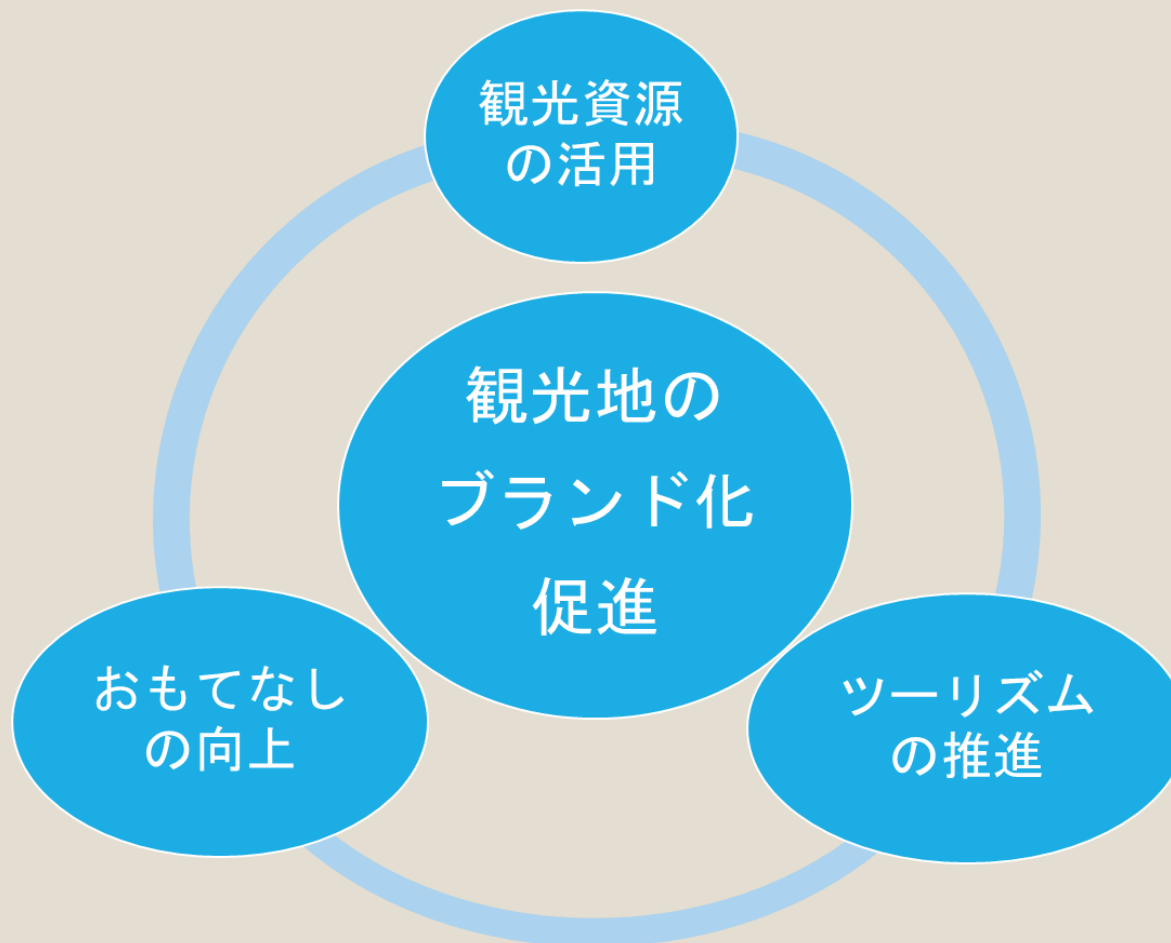 観光資源
の活用
観光地の
ブランド化
促進
おもてなし
の向上
ツーリズム
の推進